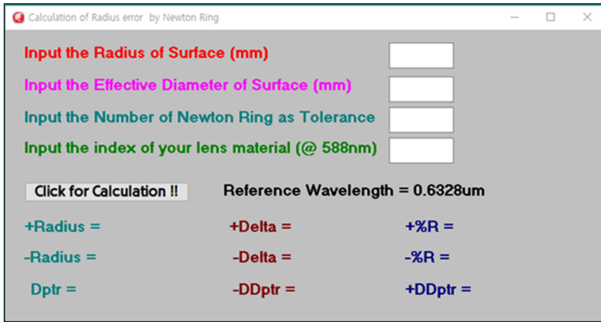 Calculation of Radius error by Newton Ring
Input the Radius of Surface (mm)
Input the Effective Diameter of Surface (mm)
Input the Number of Newton Ring as Tolerance
Input the index of your lens material (@ 588nm)
Click for Calculation !! Reference Wavelength = 0.6328um
+Radius = +Delta = +%R =
-Radius = -Delta = -%R =
Dptr = -DDptr = +DDptr =